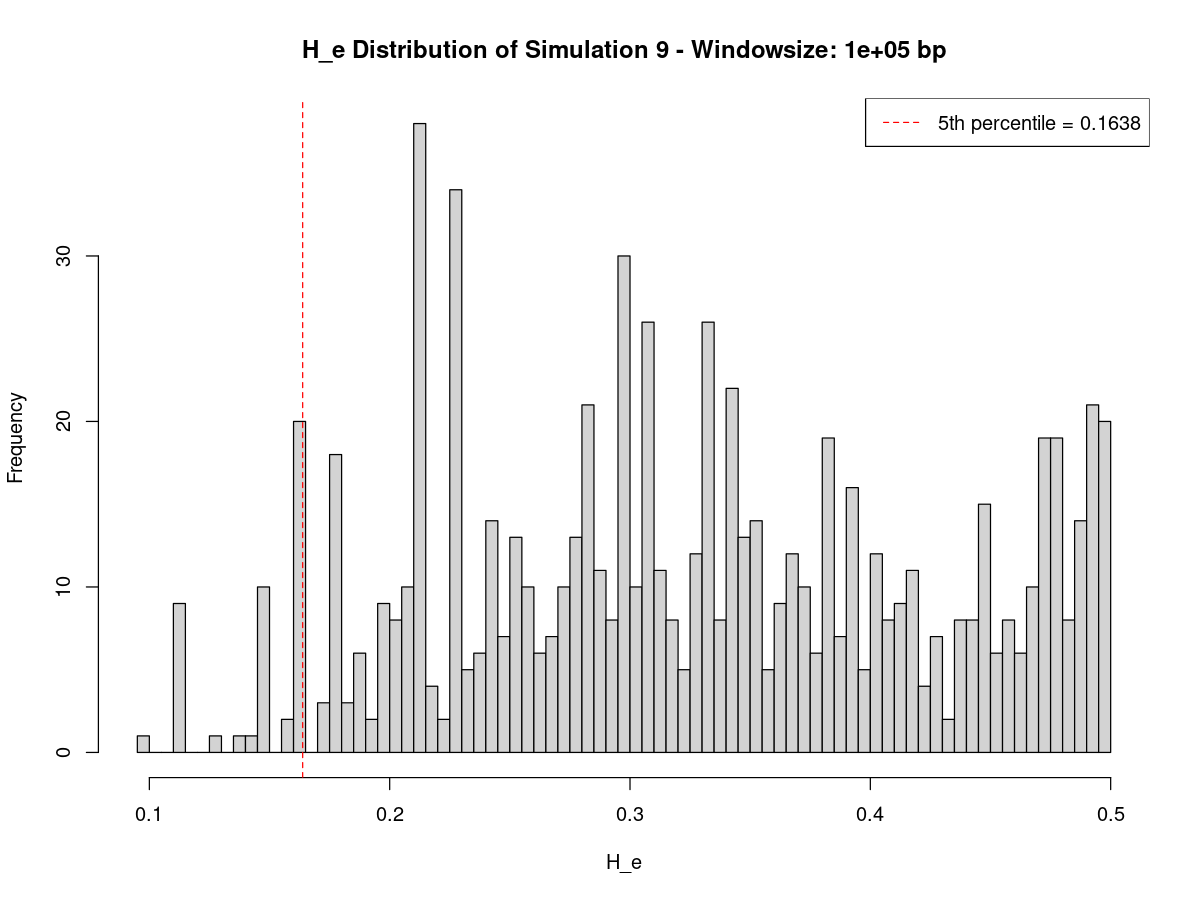 H_e Distribution of Simulation 9 - Windowsize: 1e+05 bp
5th percentile = 0.1638
Frequency
30
20
10
0
0.1 0.2 0.3 0.4 0.5
H_e